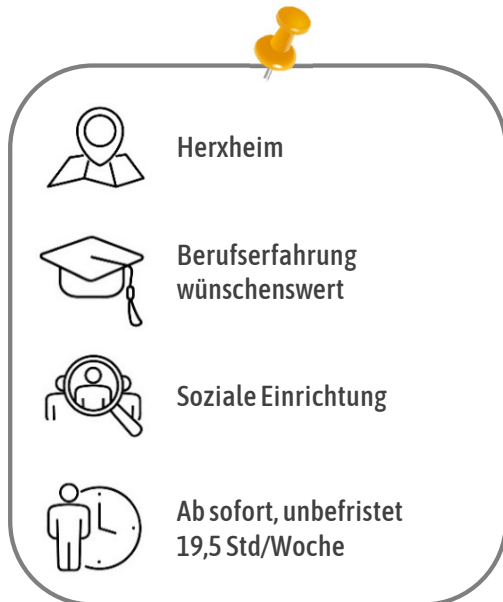 Herxheim
Berufserfahrung
wünschenswert
Soziale Einrichtung
Ab sofort, unbefristet
19,5 Std/Woche